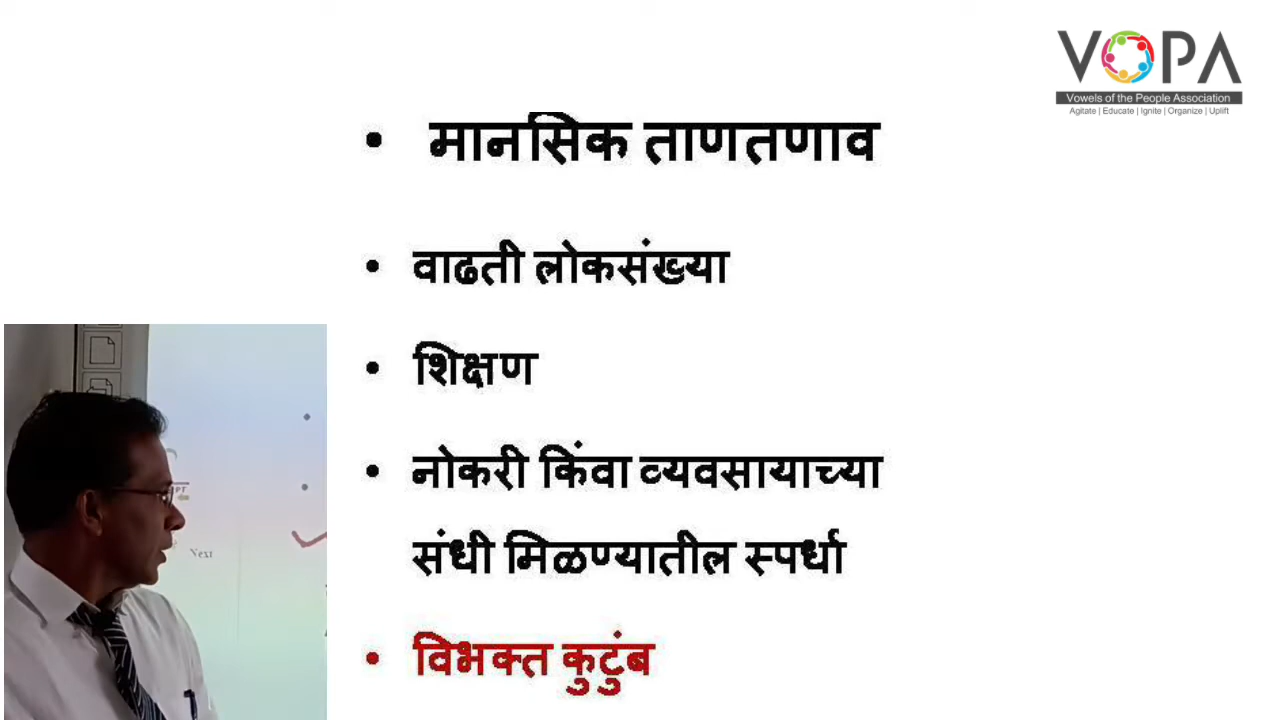 VOPA
Vowels of the People Association
Agitate | Educate | Ignite | Organize | Uplift
• मानसिक ताणतणाव
• वाढती लोकसंख्या
• शिक्षण
• नोकरी किंवा व्यवसायाच्या
संधी मिळण्यातील स्पर्धा
• विभक्त कुटुंब
Next